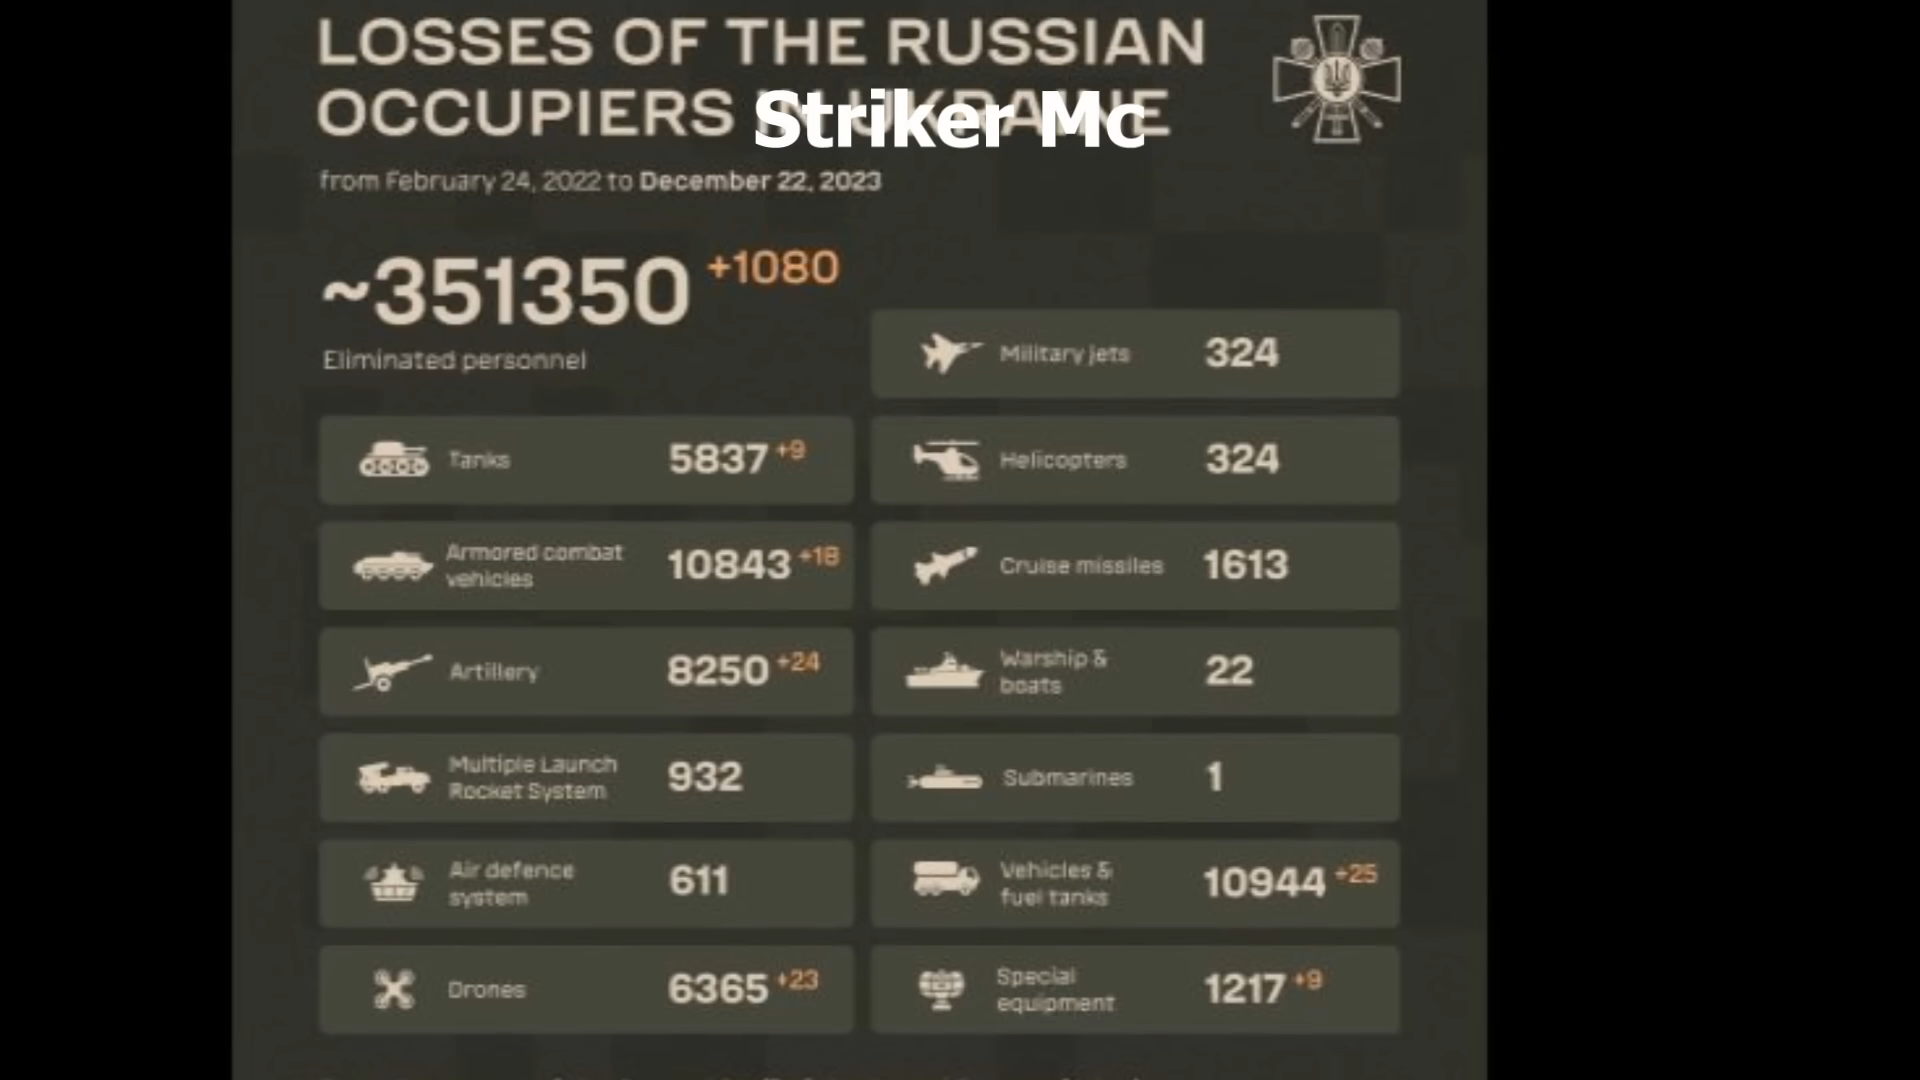 LOSSES OF THE RUSSIAN
OCCUPIERS IN UKRAINE
Striker Mc
from February 24, 2022 to December 22, 2023
~351350 +1080
Eliminated personnel
Military jets 324
Tanks 5837 +9
Helicopters 324
Armored combat
vehicles 10843 +18
Cruise missiles 1613
Artillery 8250 +24
Warship &
boats 22
Multiple Launch
Rocket System 932
Submarines 1
Air defence
system 611
Vehicles &
fuel tanks 10944 +25
Drones 6365 +23
Special
equipment 1217 +9